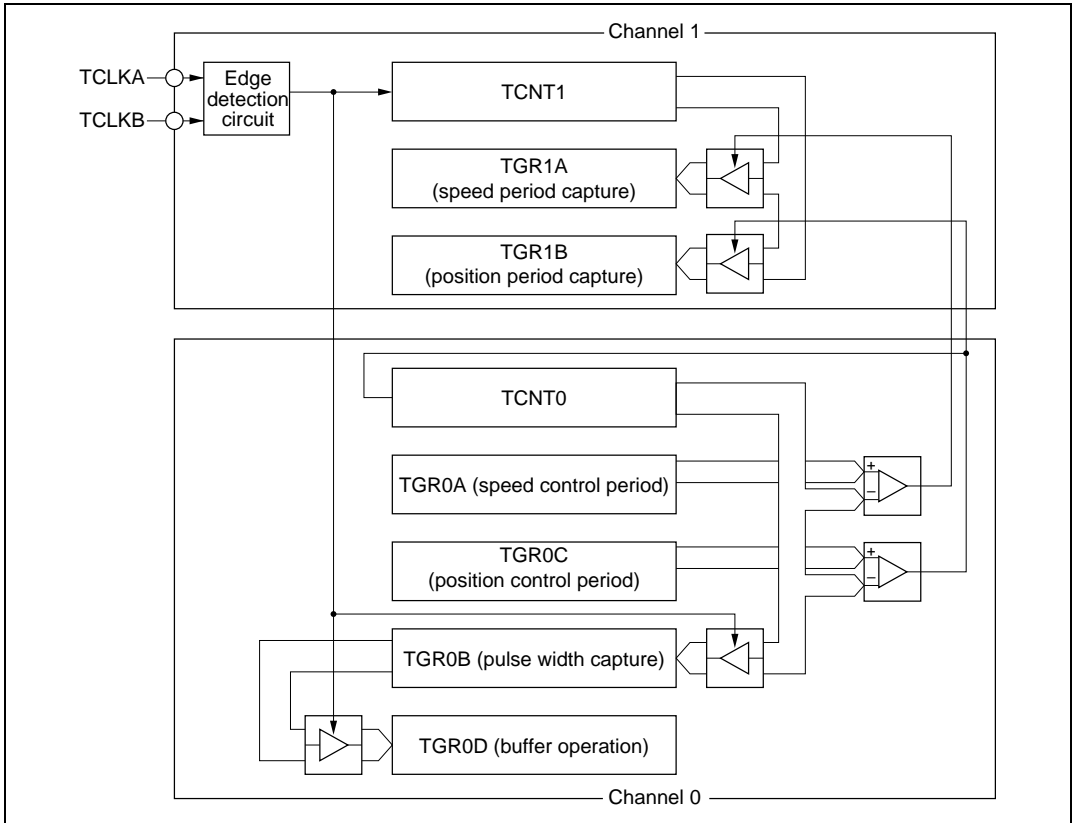 Channel 1
TCLKA
TCLKB
Edge
detection
circuit
TCNT1
TGR1A
(speed period capture)
TGR1B
(position period capture)
TCNT0
TGR0A (speed control period)
+
−
TGR0C
(position control period)
+
−
TGR0B (pulse width capture)
TGR0D (buffer operation)
Channel 0